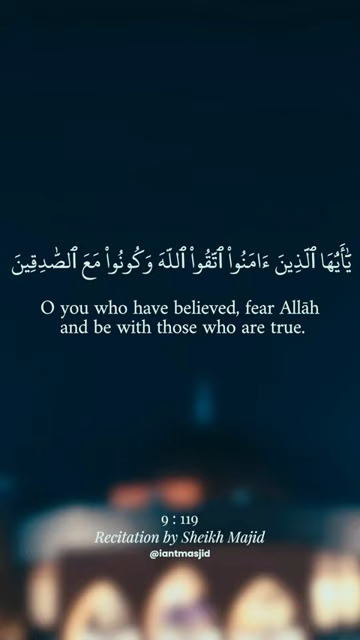 يَٰٓأَيُّهَا ٱلَّذِينَ ءَامَنُوا۟ ٱتَّقُوا۟ ٱللَّهَ وَكُونُوا۟ مَعَ ٱلصَّٰدِقِينَ
O you who have believed, fear Allāh
and be with those who are true.
9 : 119
Recitation by Sheikh Majid
@iantmasjid